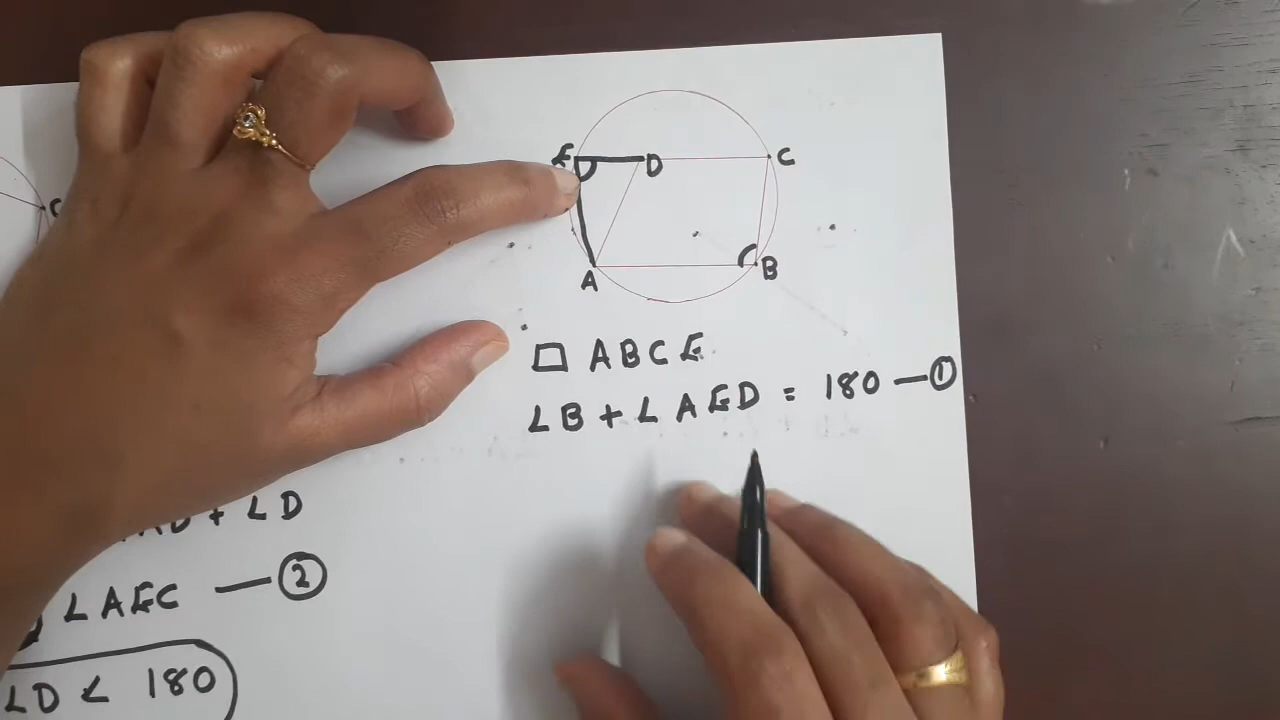 E D C
A B
□ ABCE
∠B + ∠AED = 180 — ①
C
+ ∠D
∠AEC — ②
∠D < 180